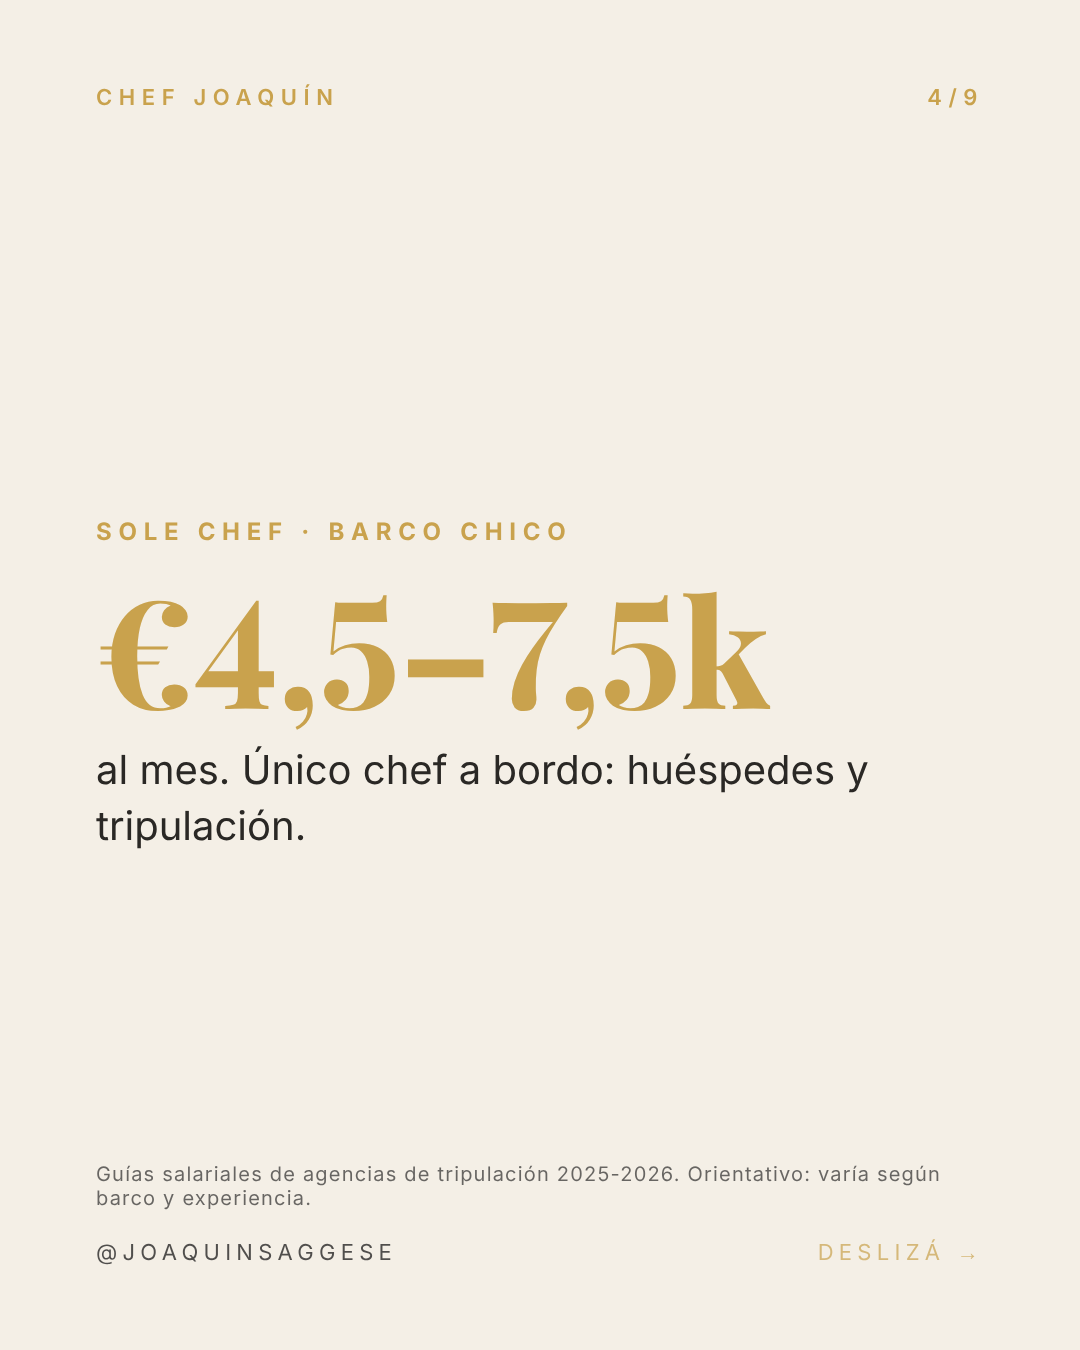 CHEF JOAQUÍN
4/9
SOLE CHEF · BARCO CHICO
€4,5–7,5k
al mes. Único chef a bordo: huéspedes y
tripulación.
Guías salariales de agencias de tripulación 2025-2026. Orientativo: varía según
barco y experiencia.
@JOAQUINSAGGESE
DESLIZÁ →